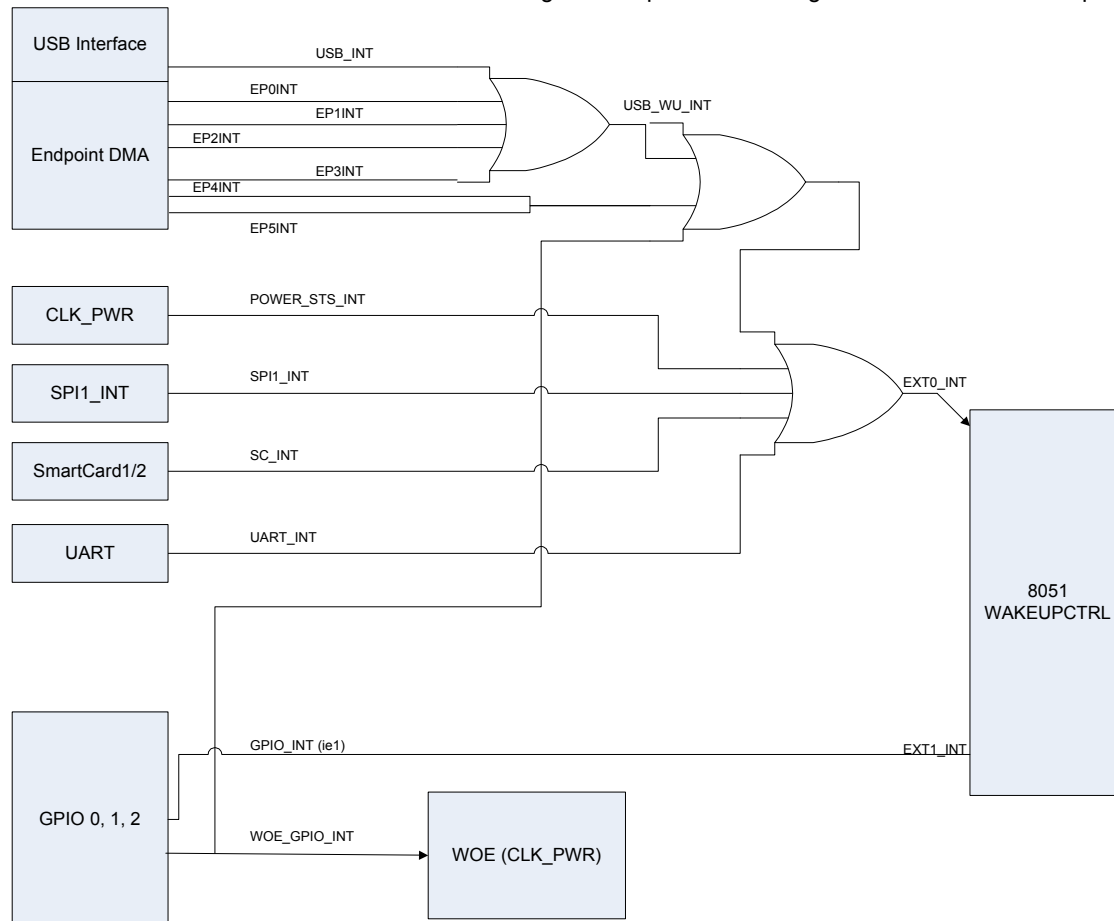 USB Interface
USB_INT
EP0INT
USB_WU_INT
EP1INT
EP2INT
Endpoint DMA
EP3INT
EP4INT
EP5INT
POWER_STS_INT
CLK_PWR
SPI1_INT
EXT0_INT
SPI1_INT
SC_INT
SmartCard1/2
UART_INT
UART
8051
WAKEUPCTRL
GPIO_INT (ie1)
EXT1_INT
GPIO 0, 1, 2
WOE_GPIO_INT
WOE (CLK_PWR)